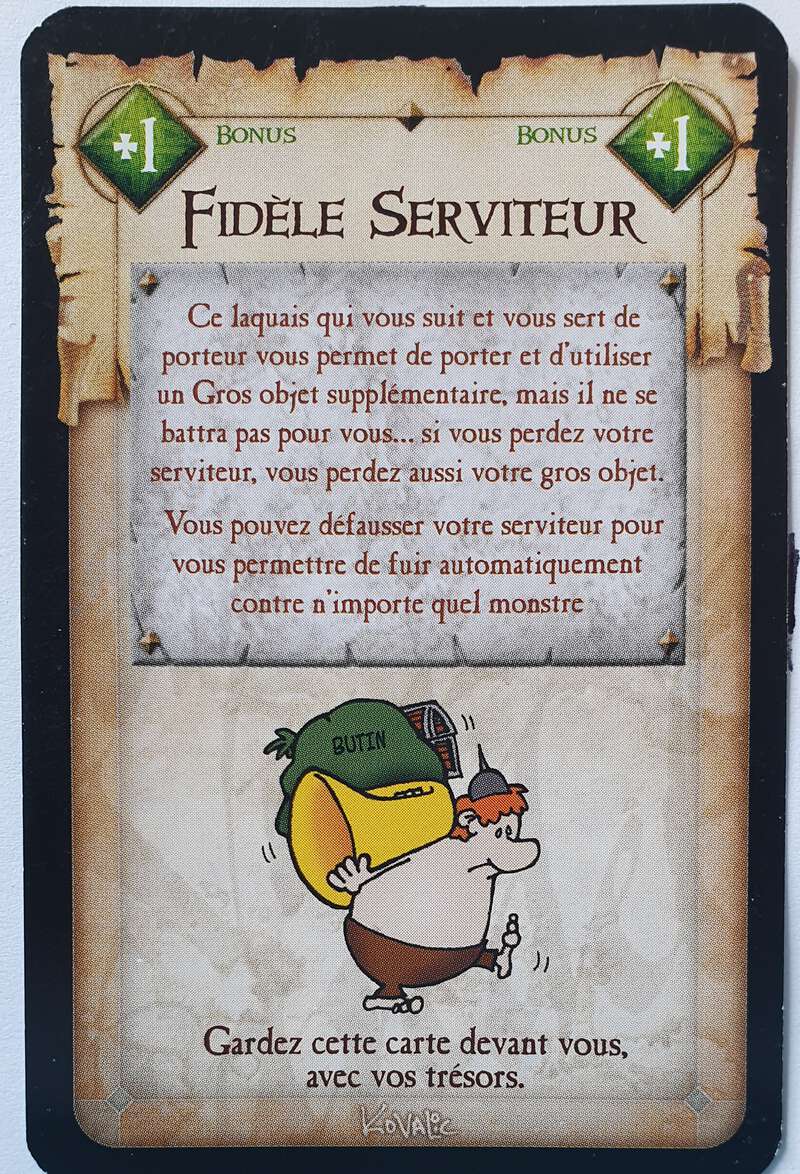 +1 BONUS BONUS +1
FIDÈLE SERVITEUR
Ce laquais qui vous suit et vous sert de
porteur vous permet de porter et d'utiliser
un Gros objet supplémentaire, mais il ne se
battra pas pour vous... si vous perdez votre
serviteur, vous perdez aussi votre gros objet.
Vous pouvez défausser votre serviteur pour
vous permettre de fuir automatiquement
contre n'importe quel monstre
BUTIN
Gardez cette carte devant vous,
avec vos trésors.
KOVALIC